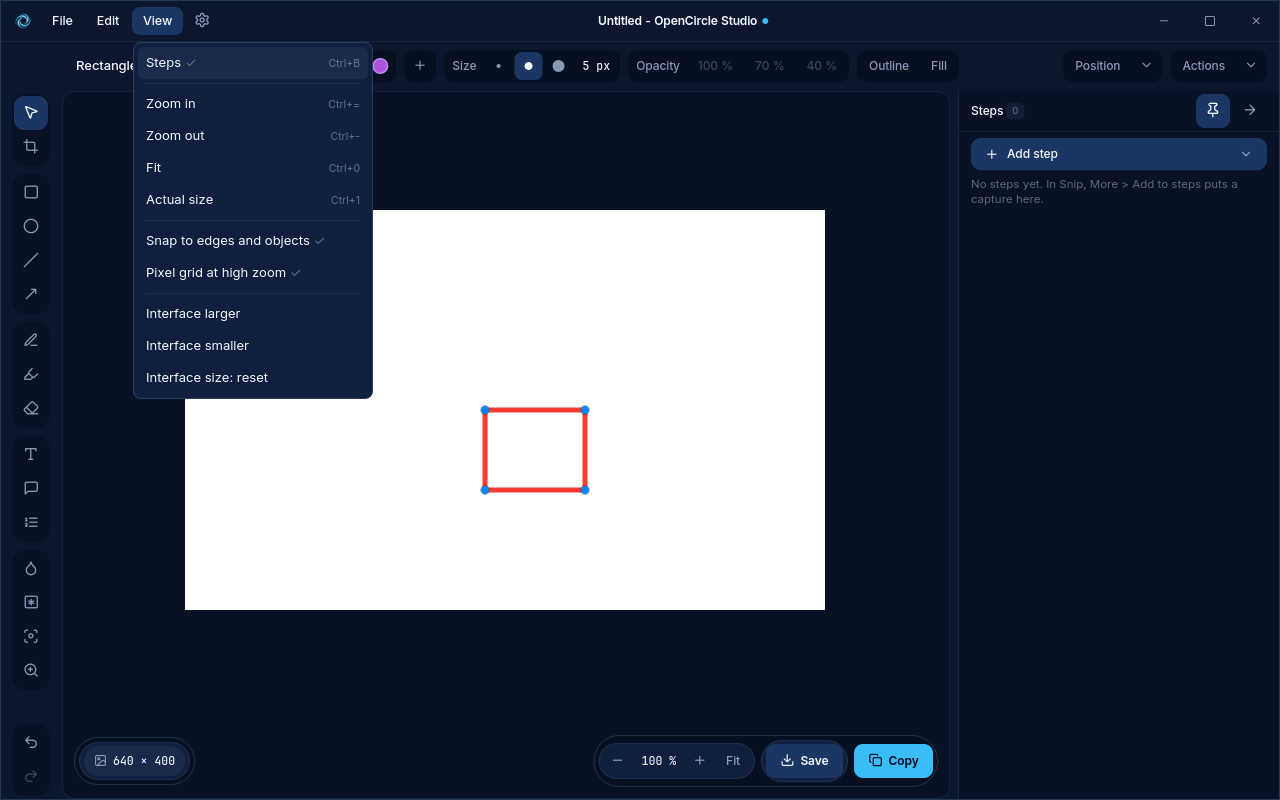 File Edit View
Untitled - OpenCircle Studio
Rectangle
Size 5 px
Opacity 100 % 70 % 40 %
Outline Fill
Position
Actions
Steps Ctrl+B
Zoom in Ctrl+=
Zoom out Ctrl+-
Fit Ctrl+0
Actual size Ctrl+1
Snap to edges and objects
Pixel grid at high zoom
Interface larger
Interface smaller
Interface size: reset
Steps 0
Add step
No steps yet. In Snip, More > Add to steps puts a
capture here.
640 × 400
100 %
Fit
Save
Copy